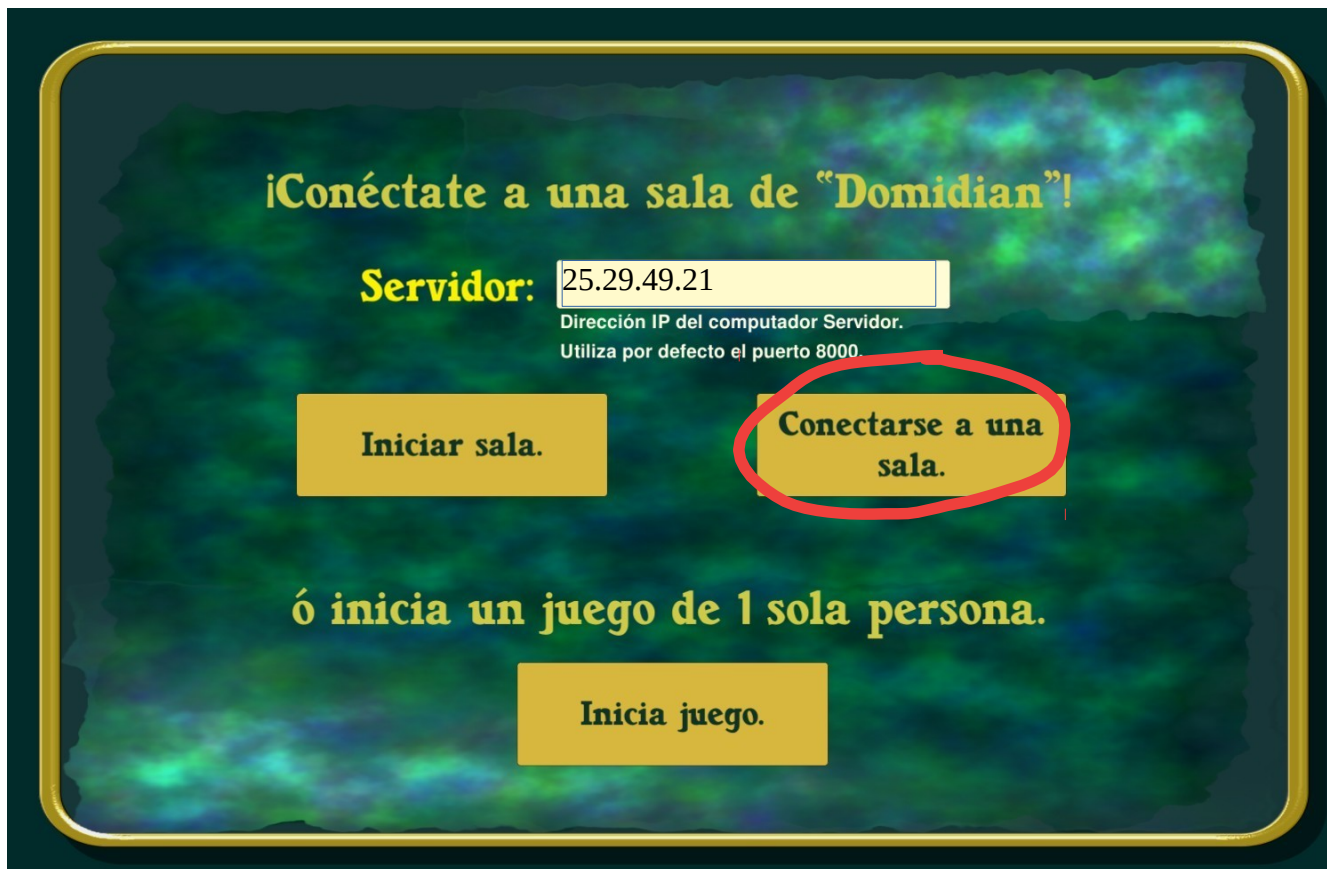 ¡Conéctate a una sala de “Domidian”!
Servidor: 25.29.49.21
Dirección IP del computador Servidor.
Utiliza por defecto el puerto 8000.
Iniciar sala.
Conectarse a una
sala.
ó inicia un juego de 1 sola persona.
Inicia juego.